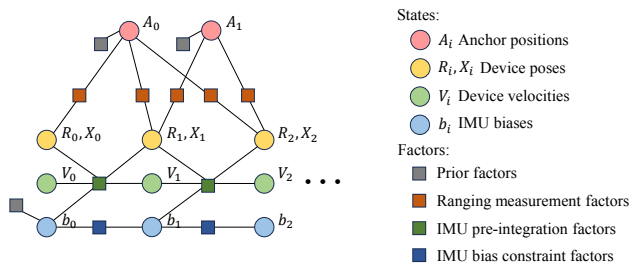 A₀
A₁
R₀, X₀
R₁, X₁
R₂, X₂
V₀
V₁
V₂
b₀
b₁
b₂
• • •
States:
Aᵢ Anchor positions
Rᵢ, Xᵢ Device poses
Vᵢ Device velocities
bᵢ IMU biases
Factors:
Prior factors
Ranging measurement factors
IMU pre-integration factors
IMU bias constraint factors